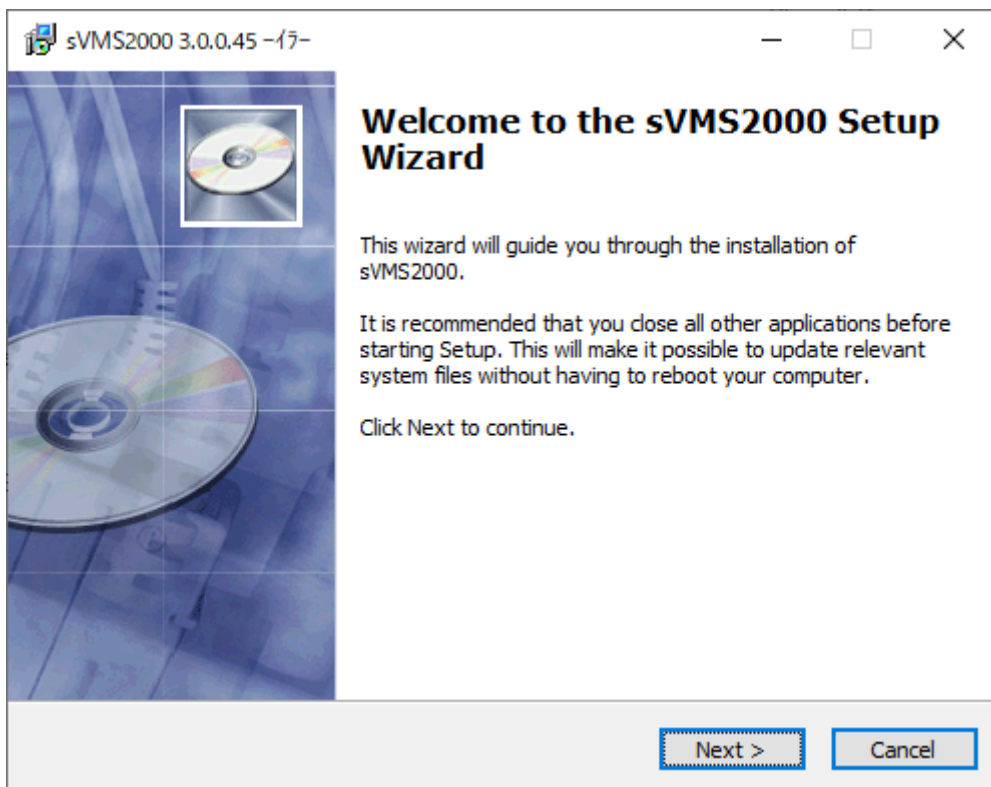 sVMS2000 3.0.0.45 −ｲﾗ−
Welcome to the sVMS2000 Setup
Wizard
This wizard will guide you through the installation of
sVMS2000.
It is recommended that you close all other applications before
starting Setup. This will make it possible to update relevant
system files without having to reboot your computer.
Click Next to continue.
Next >
Cancel